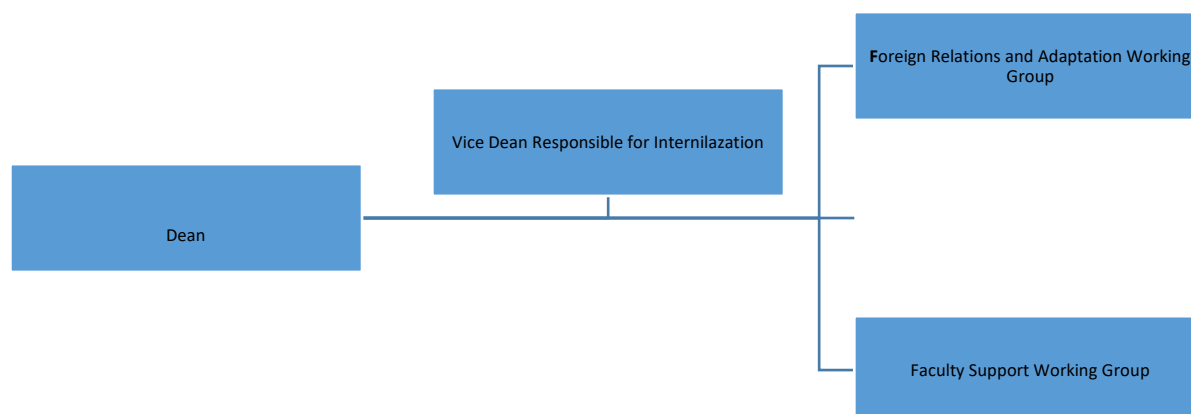 Foreign Relations and Adaptation Working
Group
Vice Dean Responsible for Internilazation
Dean
Faculty Support Working Group